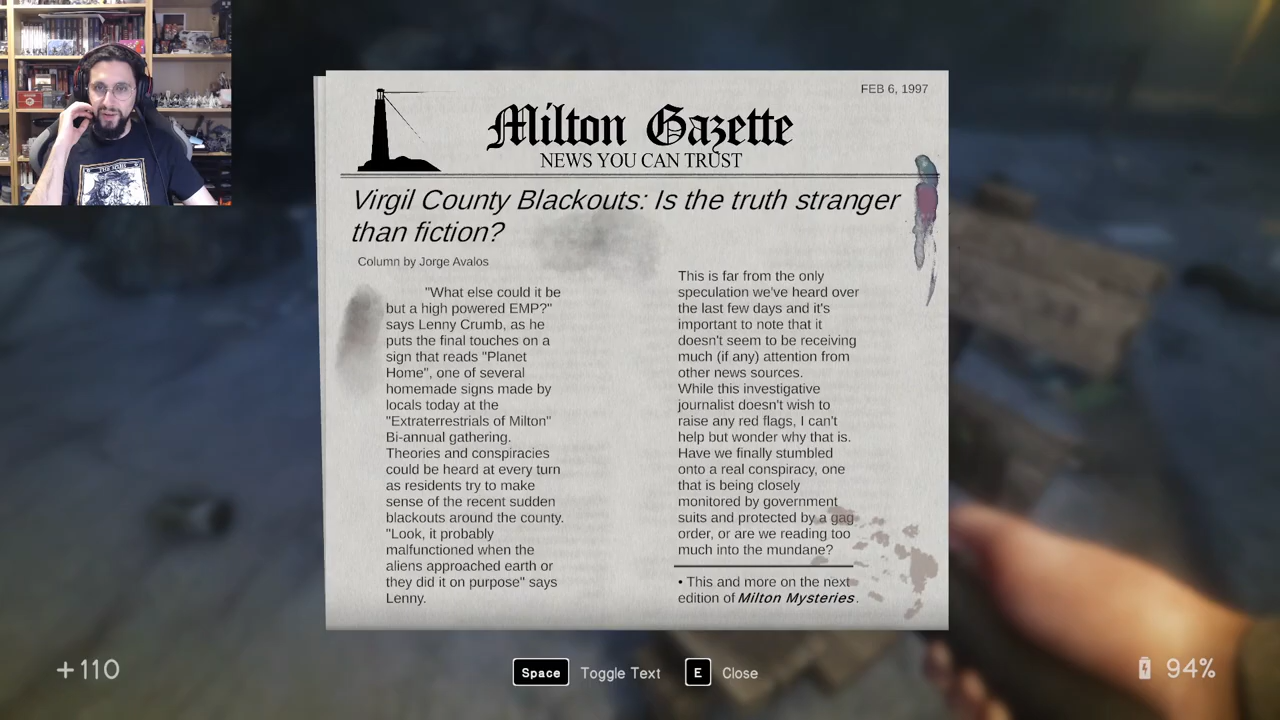 FEB 6, 1997
Milton Gazette
NEWS YOU CAN TRUST
Virgil County Blackouts: Is the truth stranger
than fiction?
Column by Jorge Avalos
"What else could it be
but a high powered EMP?"
says Lenny Crumb, as he
puts the final touches on a
sign that reads "Planet
Home", one of several
homemade signs made by
locals today at the
"Extraterrestrials of Milton"
Bi-annual gathering.
Theories and conspiracies
could be heard at every turn
as residents try to make
sense of the recent sudden
blackouts around the county.
"Look, it probably
malfunctioned when the
aliens approached earth or
they did it on purpose" says
Lenny.
This is far from the only
speculation we've heard over
the last few days and it's
important to note that it
doesn't seem to be receiving
much (if any) attention from
other news sources.
While this investigative
journalist doesn't wish to
raise any red flags, I can't
help but wonder why that is.
Have we finally stumbled
onto a real conspiracy, one
that is being closely
monitored by government
suits and protected by a gag
order, or are we reading too
much into the mundane?
• This and more on the next
edition of Milton Mysteries.
+110
Space Toggle Text E Close
94%